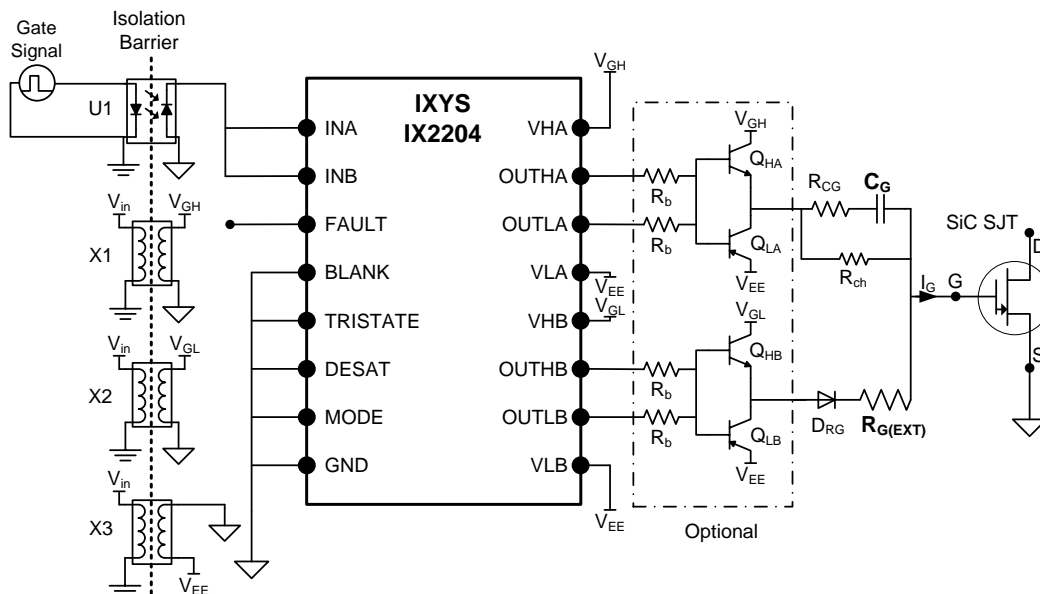 Gate
Signal
Isolation
Barrier
U1
V_in
V_GH
X1
V_in
V_GL
X2
V_in
X3
V_EE
IXYS
IX2204
INA
INB
FAULT
BLANK
TRISTATE
DESAT
MODE
GND
VHA
OUTHA
OUTLA
VLA
VHB
OUTHB
OUTLB
VLB
V_GH
V_EE
V_GL
V_EE
R_b
R_b
R_b
R_b
V_GH
Q_HA
Q_LA
V_EE
V_GL
Q_HB
Q_LB
V_EE
Optional
R_CG
C_G
R_ch
D_RG
R_G(EXT)
I_G
G
SiC SJT
D
S